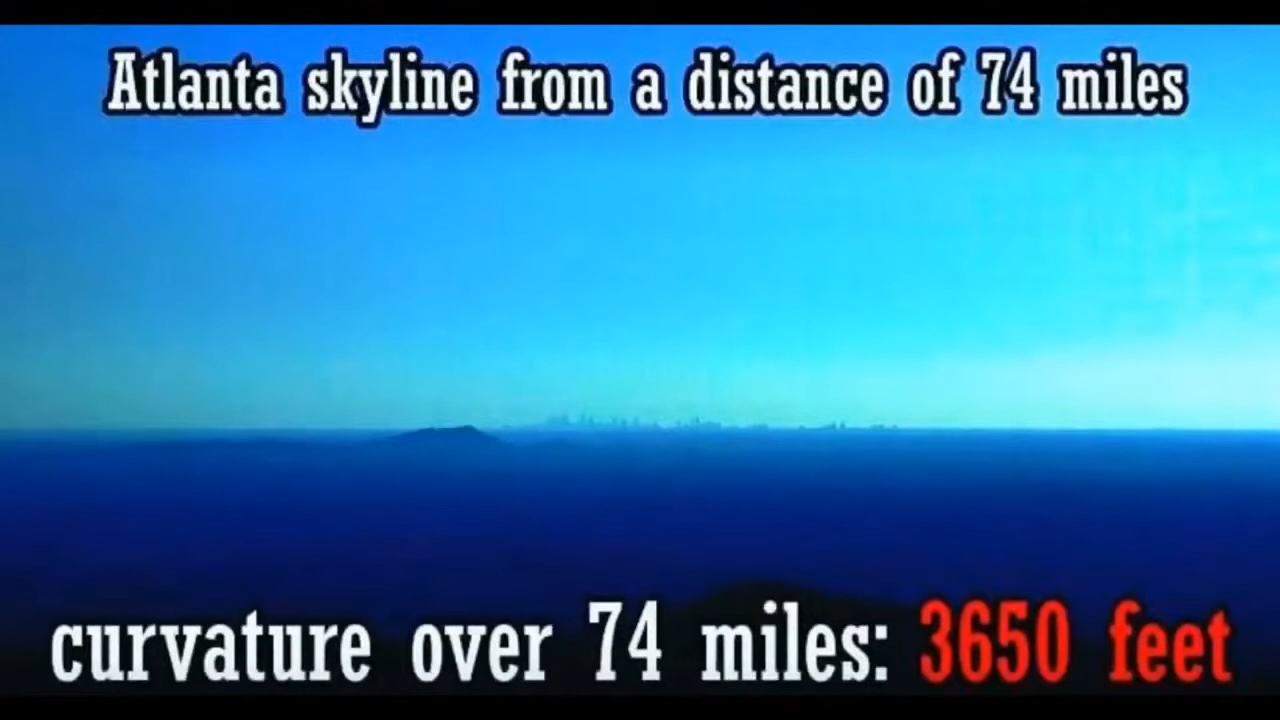 Atlanta skyline from a distance of 74 miles
curvature over 74 miles: 3650 feet